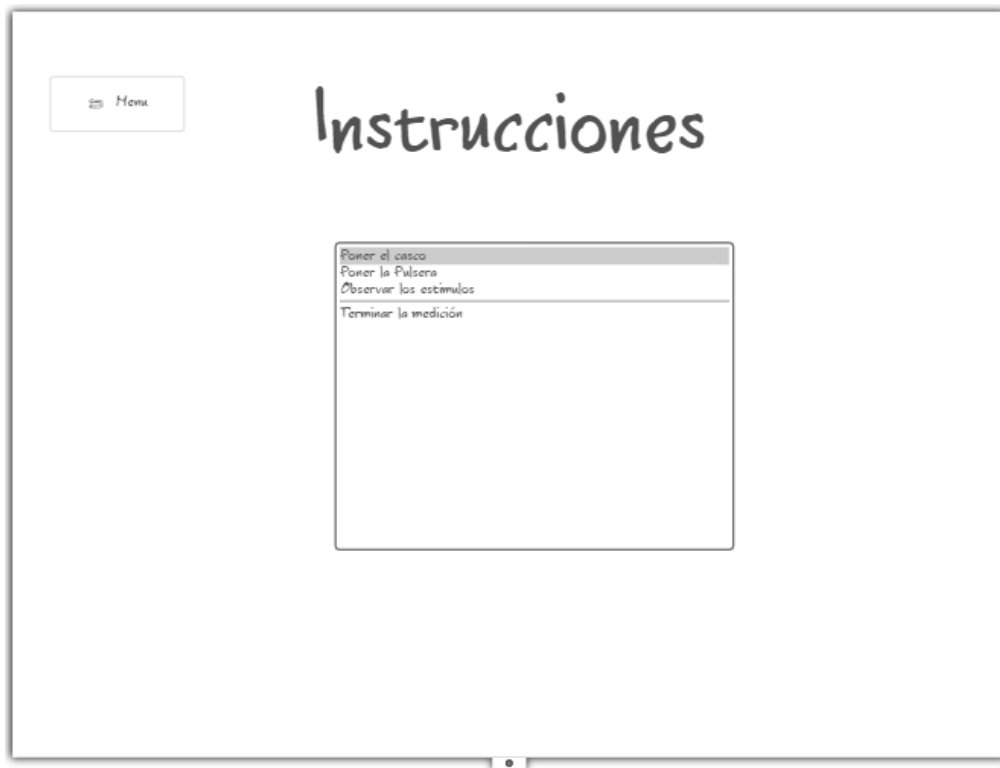 Menu
Instrucciones
Poner el casco
Poner la Pulsera
Observar los estimulos
Terminar la medición